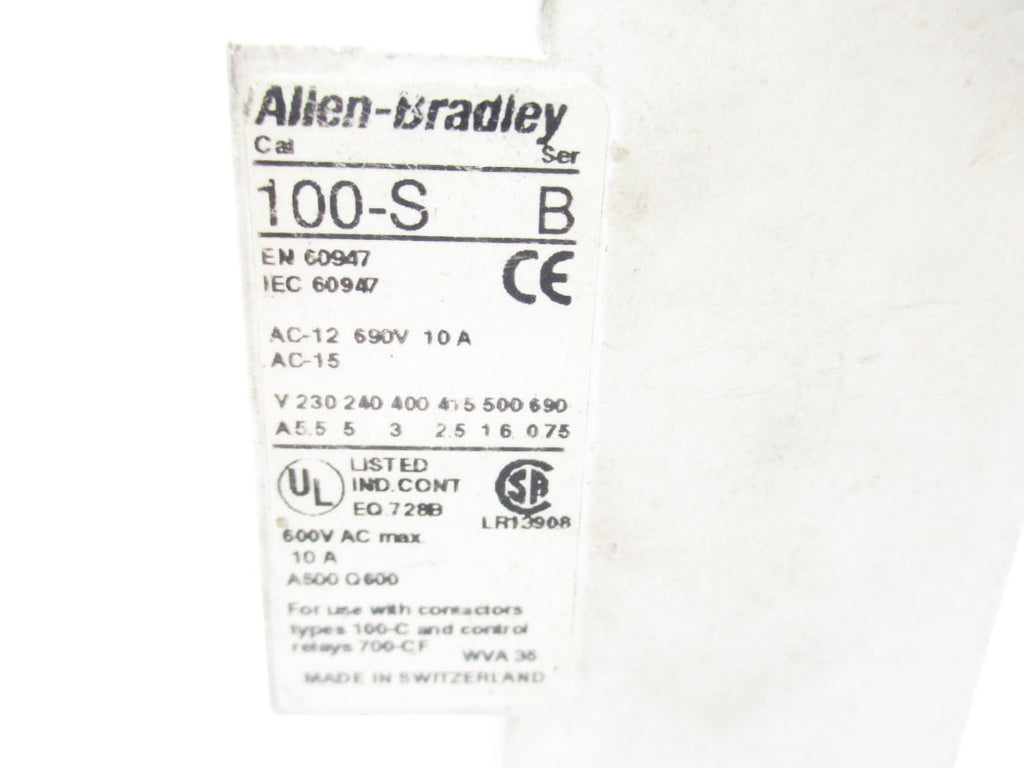 Allen-Bradley
Cat Ser
100-S B
EN 60947 CE
IEC 60947
AC-12 690V 10 A
AC-15
V 230 240 400 415 500 690
A 5.5 5 3 2.5 1 6 0.75
UL LISTED
IND. CONT
EQ. 728B
SA
LR13908
600V AC max.
10 A
A600 Q600
For use with contactors
types 100-C and control
relays 700-CF
WVA 35
MADE IN SWITZERLAND